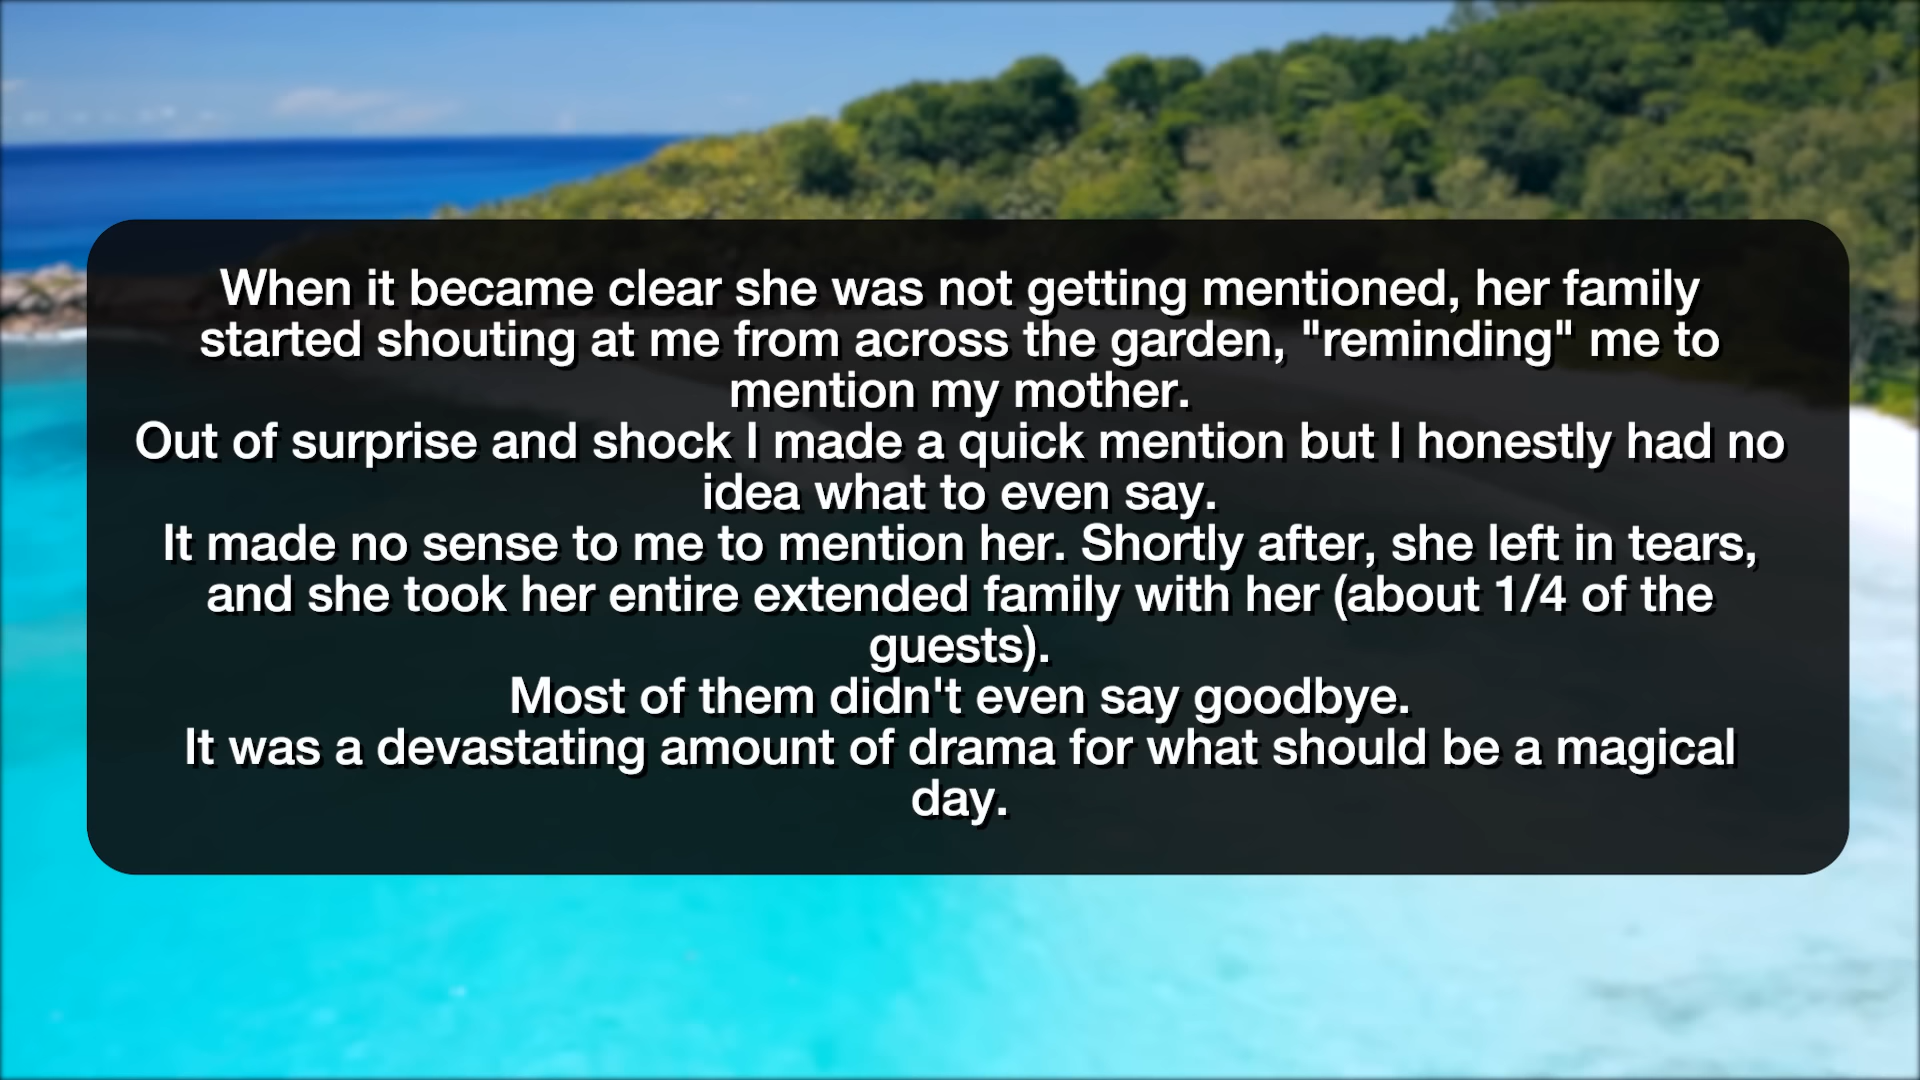 When it became clear she was not getting mentioned, her family
started shouting at me from across the garden, "reminding" me to
mention my mother.
Out of surprise and shock I made a quick mention but I honestly had no
idea what to even say.
It made no sense to me to mention her. Shortly after, she left in tears,
and she took her entire extended family with her (about 1/4 of the
guests).
Most of them didn't even say goodbye.
It was a devastating amount of drama for what should be a magical
day.